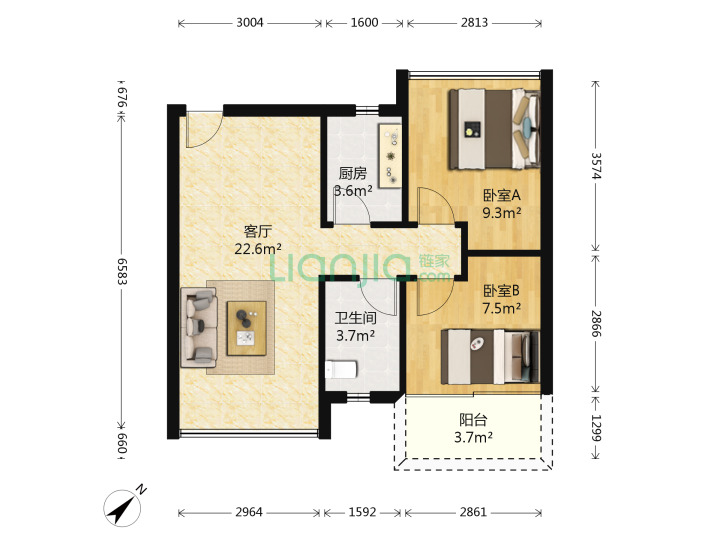 3004
1600
2813
676
6583
660
3574
2866
1299
厨房
3.6m²
卧室A
9.3m²
客厅
22.6m²
Lianjia 链家
.com
卫生间
3.7m²
卧室B
7.5m²
阳台
3.7m²
N
2964
1592
2861